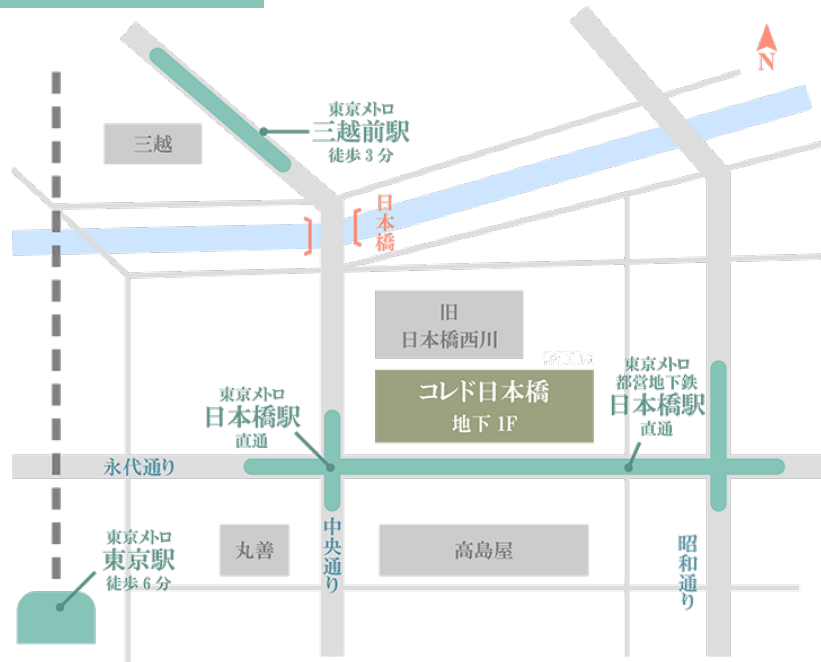 N
東京メトロ
三越前駅
徒歩3分
三越
日本橋
旧
日本橋西川
コレド日本橋
地下1F
東京メトロ
都営地下鉄
日本橋駅
直通
東京メトロ
日本橋駅
直通
永代通り
東京メトロ
東京駅
徒歩6分
丸善
中央通り
高島屋
昭和通り